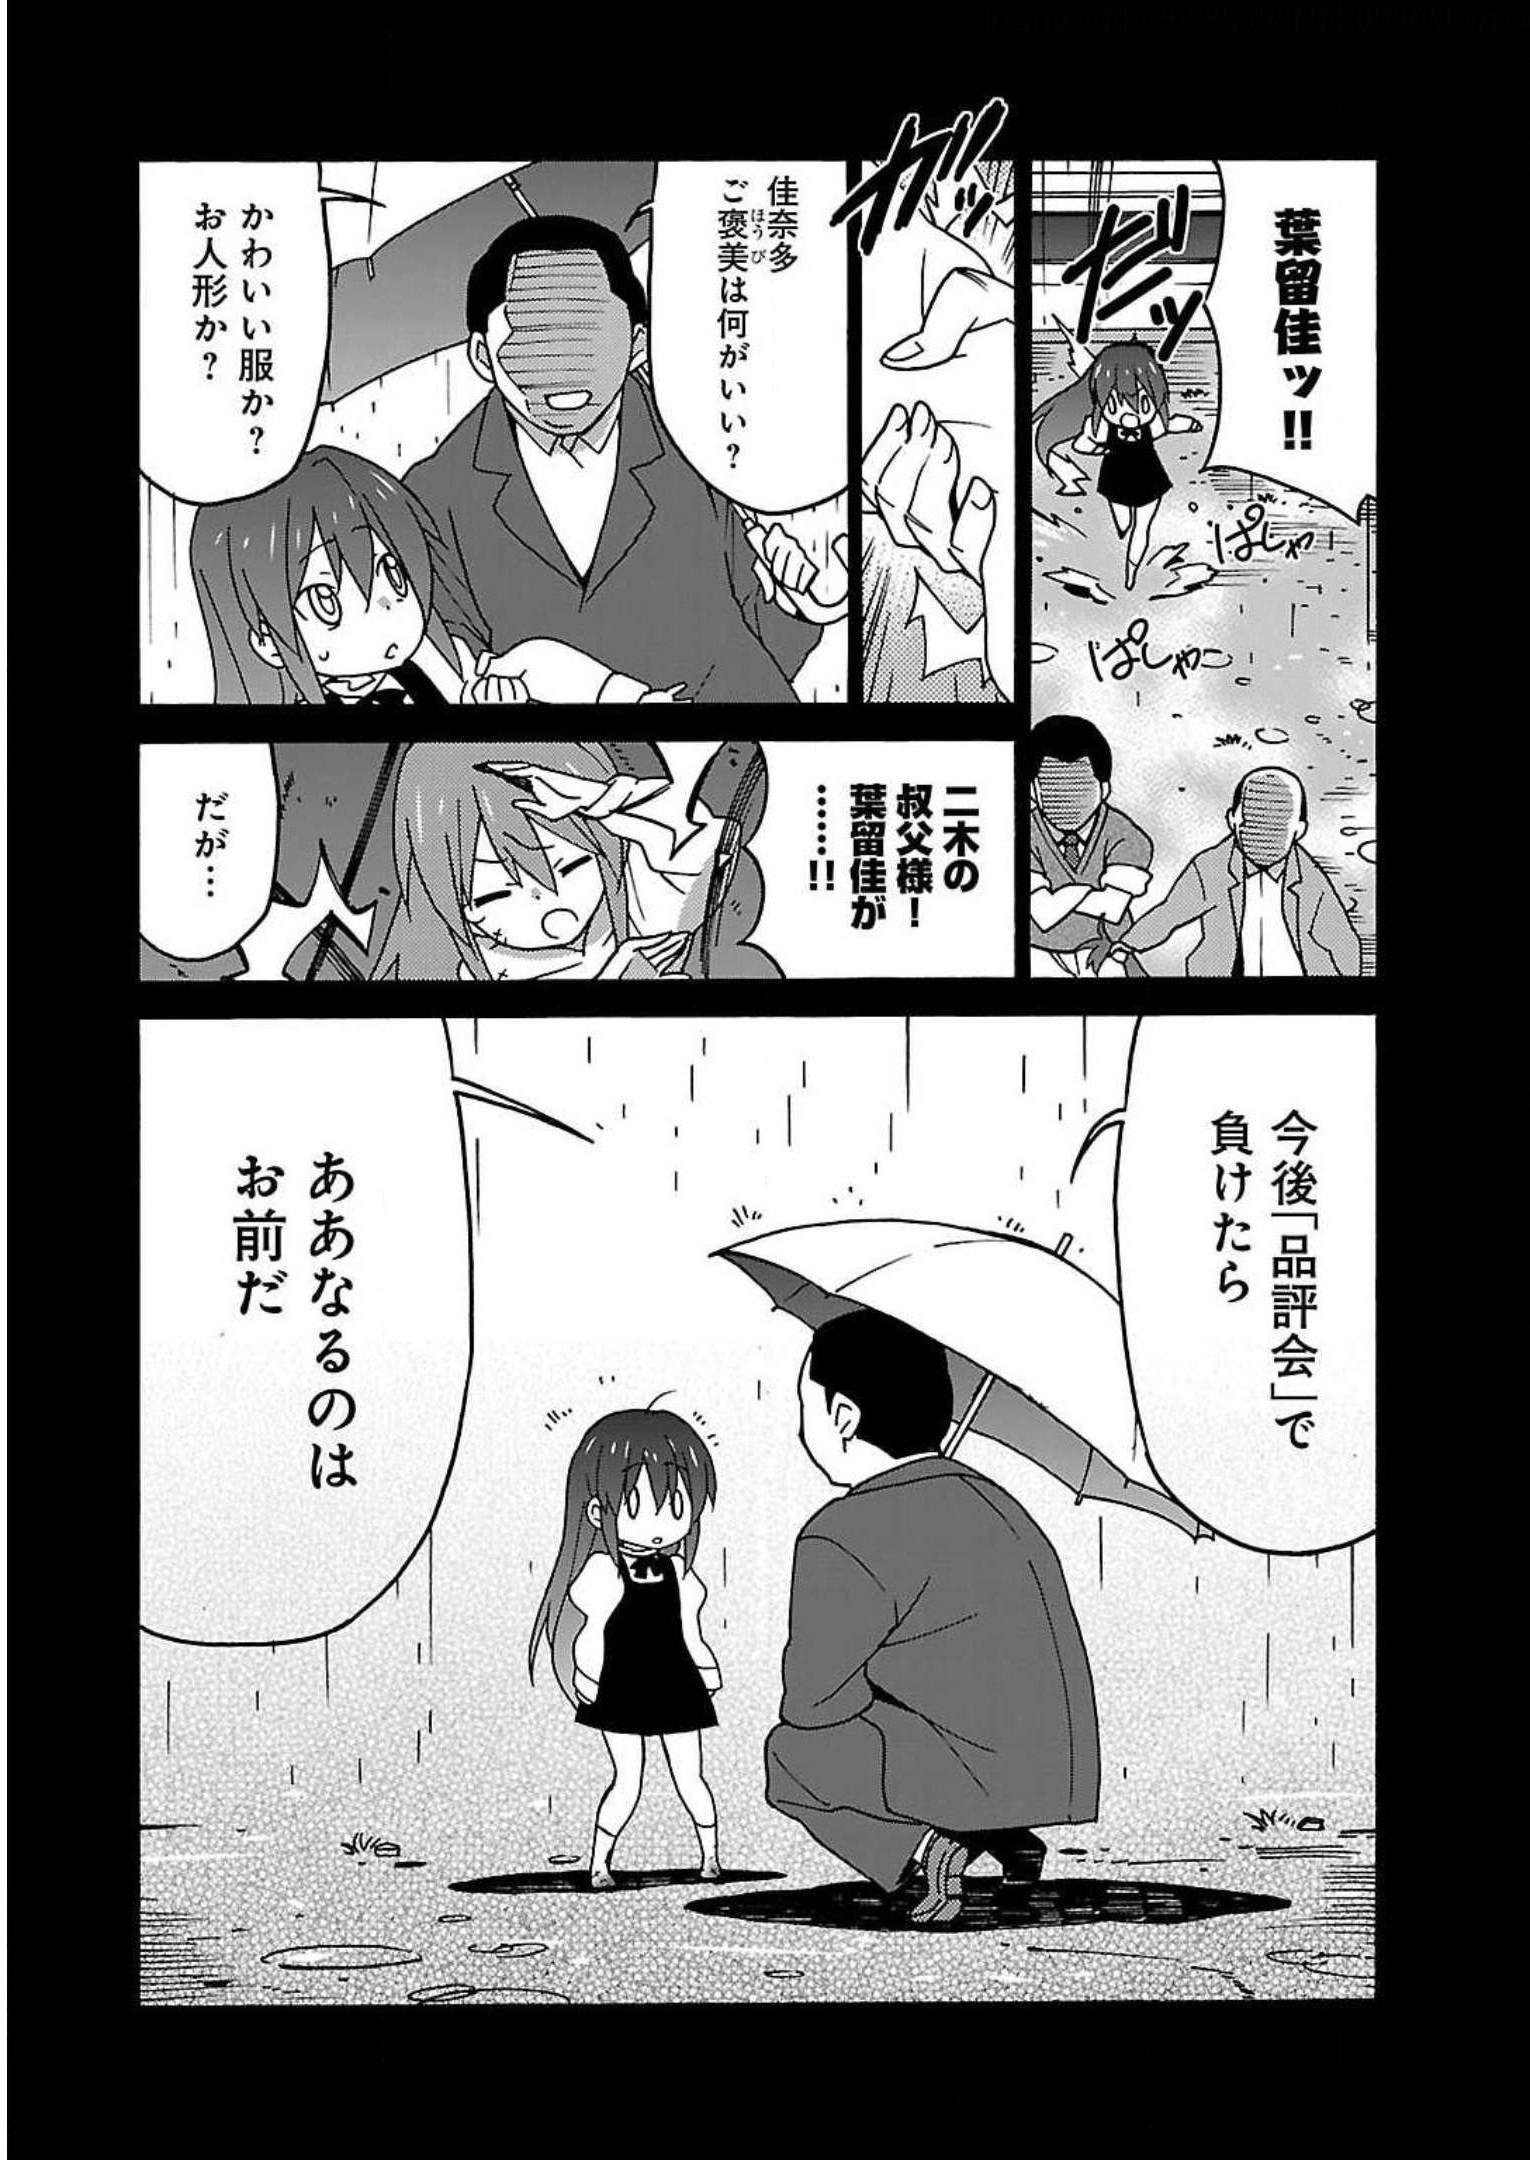 葉留佳ッ!!
ダッ
ぱしゃ
ぱしゃ
ガッ
佳奈多
ご褒美は何がいい?
ほうび
かわいい服か?
お人形か?
二木の
叔父様!
葉留佳が
……!!
だが…
今後「品評会」で
負けたら
ああなるのは
お前だ